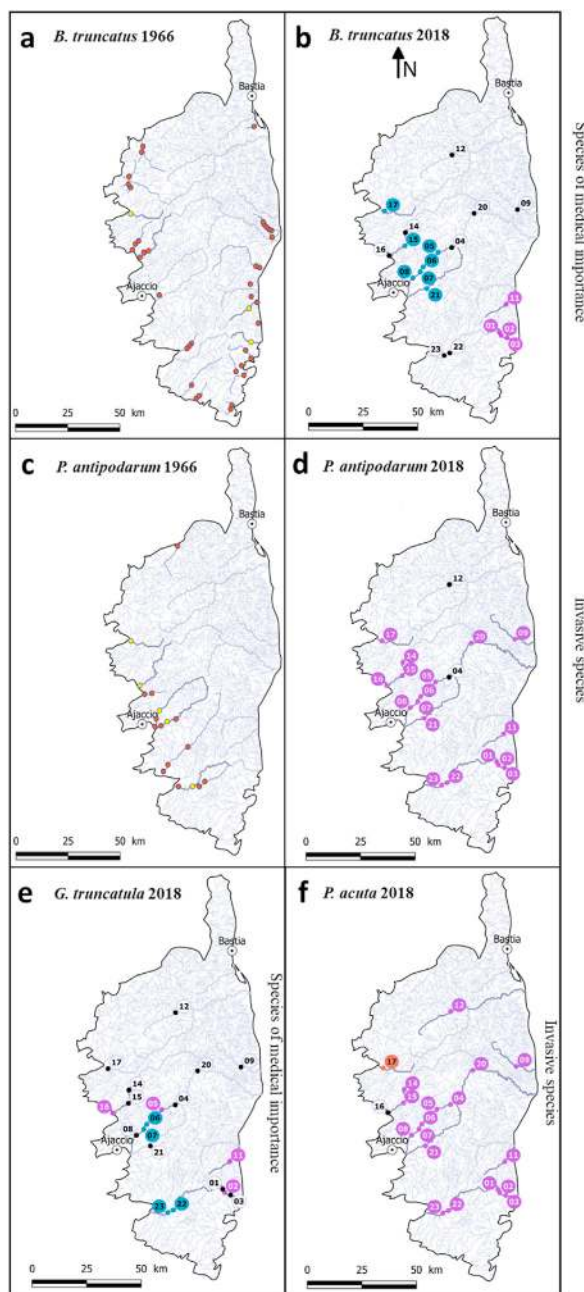 a B. truncatus 1966
Bastia
Ajaccio
0 25 50 km
b B. truncatus 2018
N
Bastia
12
17
20
09
14
15
05
04
16
06
08
07
Ajaccio
21
11
01
02
03
23
22
0 25 50 km
Species of medical importance
c P. antipodarum 1966
Bastia
Ajaccio
0 25 50 km
d P. antipodarum 2018
Bastia
12
17
20
09
14
15
05
04
16
06
08
07
Ajaccio
21
11
01
02
03
23
22
0 25 50 km
Invasive species
e G. truncatula 2018
Bastia
12
17
20
09
14
15
05
04
16
06
08
07
Ajaccio
21
11
01
02
03
23
22
0 25 50 km
Species of medical importance
f P. acuta 2018
Bastia
12
17
20
09
14
15
05
04
16
06
08
07
Ajaccio
21
11
01
02
03
23
22
0 25 50 km
Invasive species